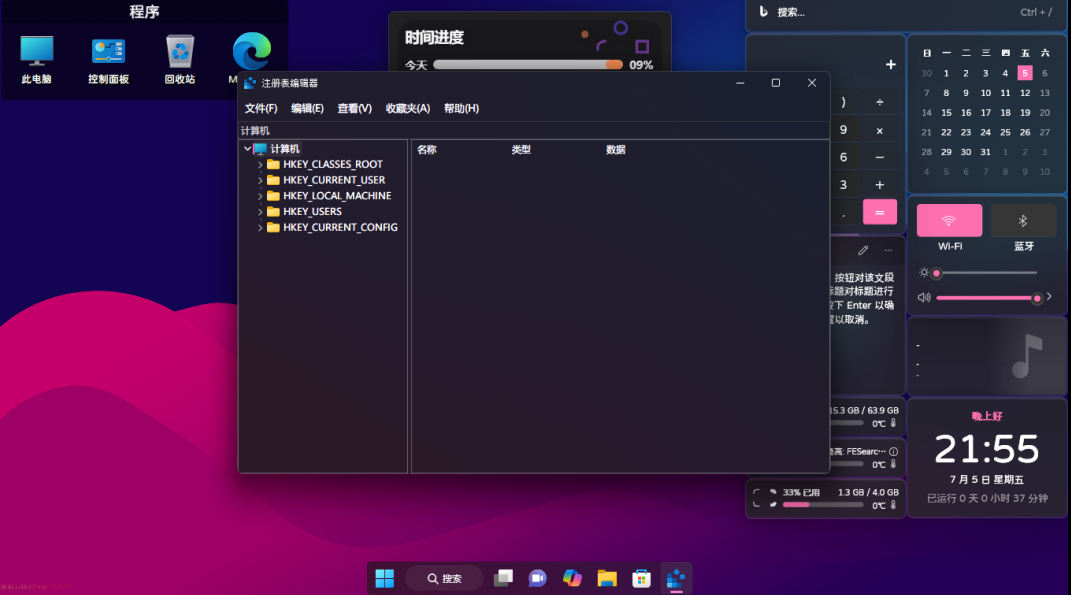 程序
此电脑
控制面板
回收站
M
时间进度
今天
09%
注册表编辑器
文件(F) 编辑(E) 查看(V) 收藏夹(A) 帮助(H)
计算机
计算机
HKEY_CLASSES_ROOT
HKEY_CURRENT_USER
HKEY_LOCAL_MACHINE
HKEY_USERS
HKEY_CURRENT_CONFIG
名称 类型 数据
搜索... Ctrl + /
+
) ÷
9 ×
6 −
3 +
. =
日 一 二 三 四 五 六
30 1 2 3 4 5 6
7 8 9 10 11 12 13
14 15 16 17 18 19 20
21 22 23 24 25 26 27
28 29 30 31 1 2 3
4 5 6 7 8 9 10
Wi-Fi 蓝牙
按钮对该文段
标题对标题进行
按下 Enter 以确
以取消。
-
-
-
15.3 GB / 63.9 GB
0℃
高: FESearc···
0℃
33% 已用 1.3 GB / 4.0 GB
0℃
晚上好
21:55
7 月 5 日 星期五
已运行 0 天 0 小时 37 分钟
搜索